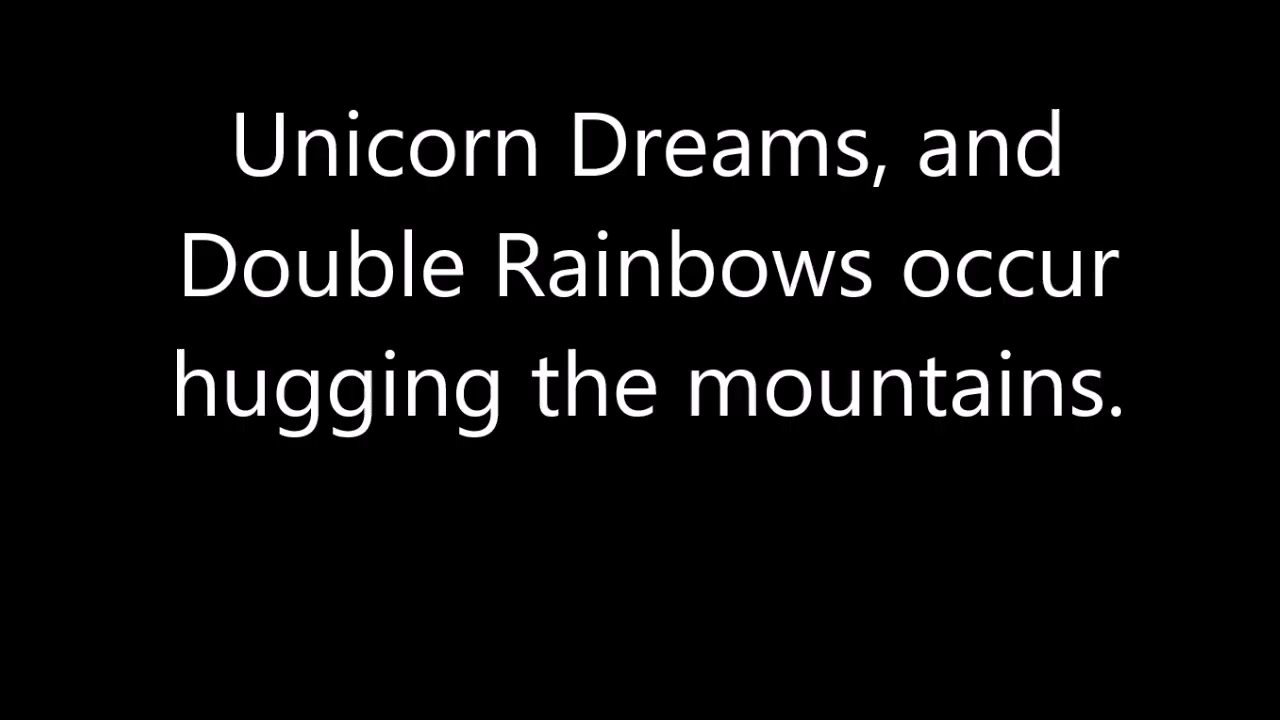 Unicorn Dreams, and
Double Rainbows occur
hugging the mountains.